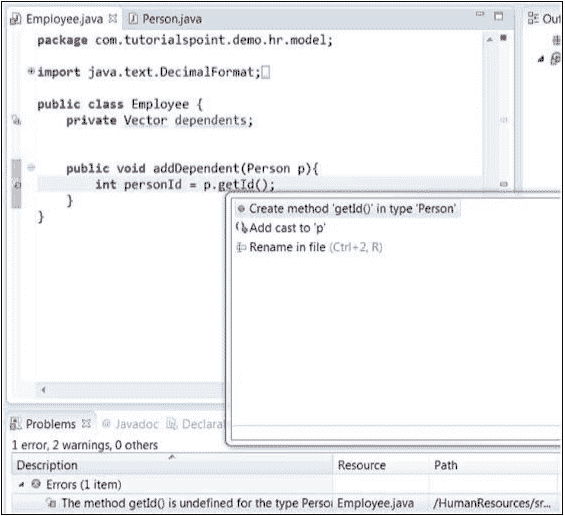 Employee.java
Person.java
Out
package com.tutorialspoint.demo.hr.model;
import java.text.DecimalFormat;
public class Employee {
private Vector dependents;
public void addDependent(Person p){
int personId = p.getId();
}
}
Create method 'getId()' in type 'Person'
Add cast to 'p'
Rename in file (Ctrl+2, R)
Problems
@ Javadoc
Declara
1 error, 2 warnings, 0 others
Description
Resource
Path
Errors (1 item)
The method getId() is undefined for the type Perso
Employee.java
/HumanResources/sr...